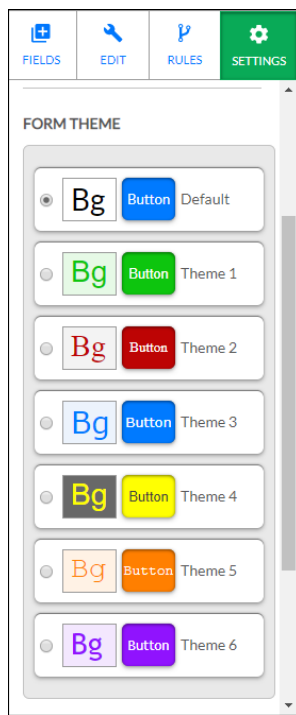 FIELDS EDIT RULES SETTINGS
FORM THEME
Bg Button Default
Bg Button Theme 1
Bg Button Theme 2
Bg Button Theme 3
Bg Button Theme 4
Bg Button Theme 5
Bg Button Theme 6